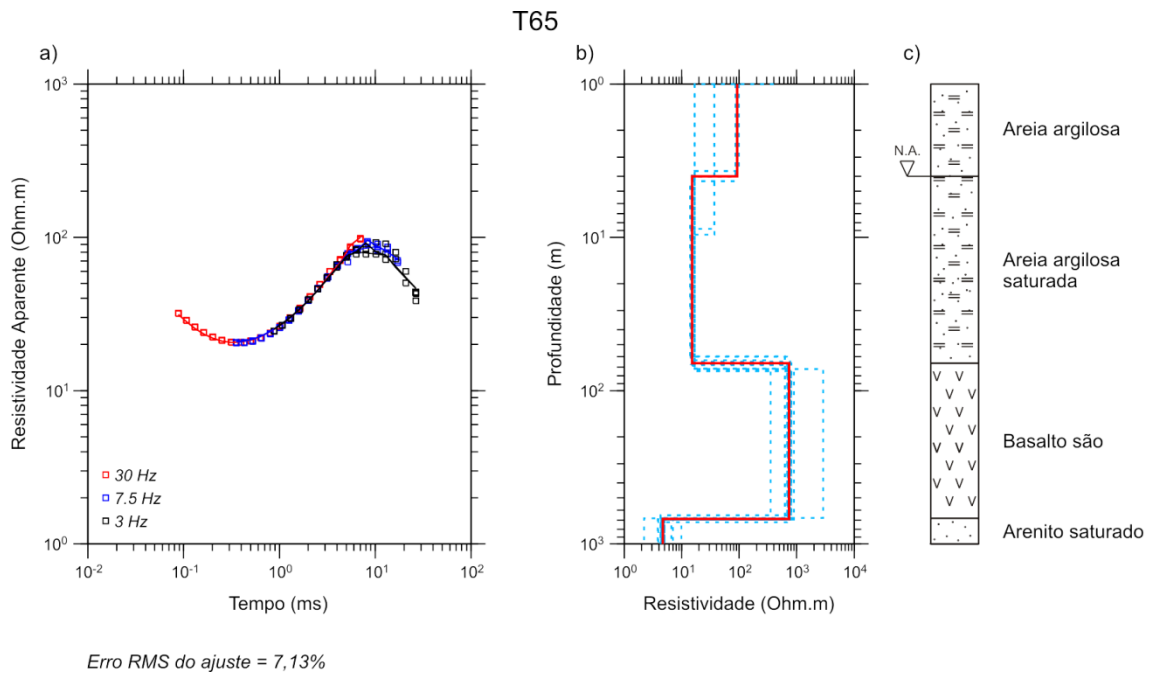 T65
a)
b)
c)
10³
10²
10¹
10⁰
Resistividade Aparente (Ohm.m)
30 Hz
7.5 Hz
3 Hz
10⁻² 10⁻¹ 10⁰ 10¹ 10²
Tempo (ms)
10⁰
10¹
10²
10³
Profundidade (m)
10⁰ 10¹ 10² 10³ 10⁴
Resistividade (Ohm.m)
N.A.
Areia argilosa
Areia argilosa
saturada
Basalto são
Arenito saturado
Erro RMS do ajuste = 7,13%